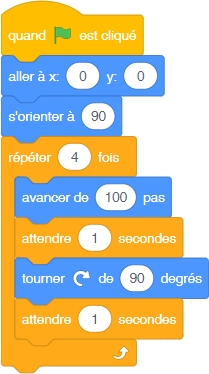 quand est cliqué
aller à x: 0 y: 0
s'orienter à 90
répéter 4 fois
avancer de 100 pas
attendre 1 secondes
tourner de 90 degrés
attendre 1 secondes